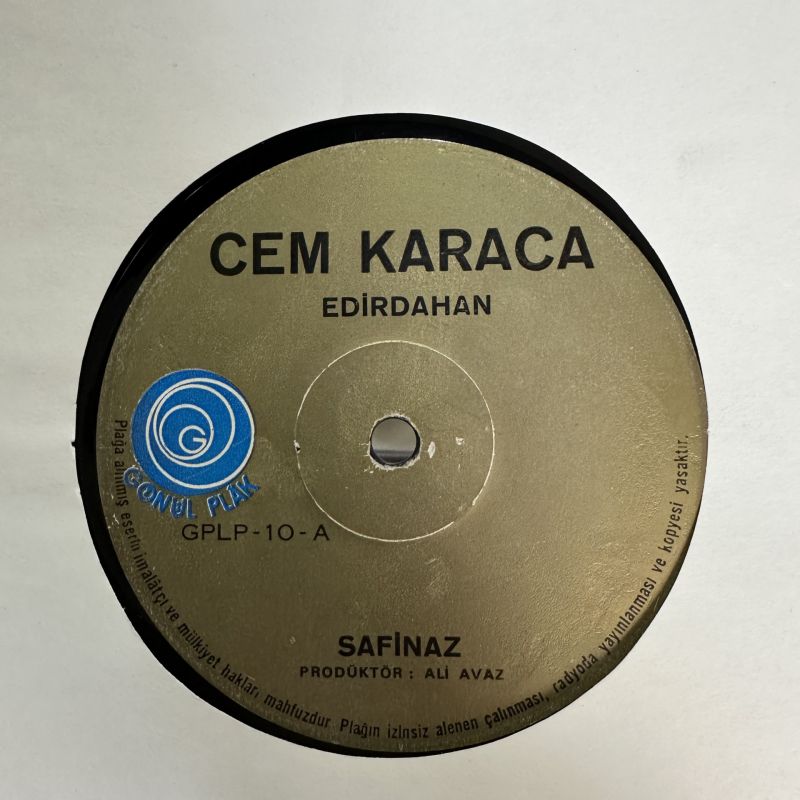 CEM KARACA
EDİRDAHAN
G
GÖNÜL PLÂK
GPLP-10-A
SAFİNAZ
PRODÜKTÖR: ALİ AVAZ
Plağa alınmış eserin imalâtçı ve mülkiyet hakları mahfuzdur. Plağın izinsiz alenen çalınması, radyoda yayınlanması ve kopyesi yasaktır.